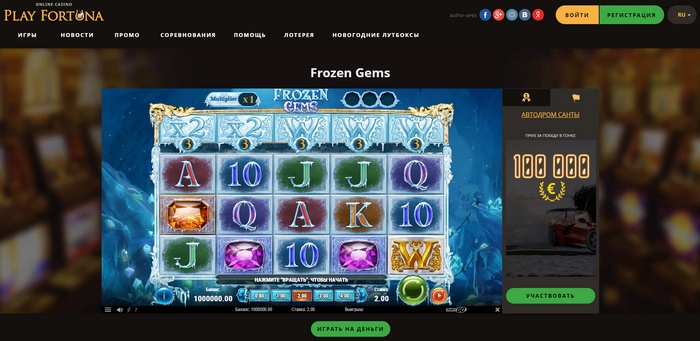 ONLINE CASINO
PLAY FORTUNA
ВОЙТИ ЧЕРЕЗ
ВОЙТИ
РЕГИСТРАЦИЯ
RU
ИГРЫ
НОВОСТИ
ПРОМО
СОРЕВНОВАНИЯ
ПОМОЩЬ
ЛОТЕРЕЯ
НОВОГОДНИЕ ЛУТБОКСЫ
Frozen Gems
Multiplier x1
FROZEN GEMS
x2 x2 W W W
3 3 3 3 3
A 10 J J Q
Q A K 10
J 10 W
НАЖМИТЕ "ВРАЩАТЬ", ЧТОБЫ НАЧАТЬ
Баланс
1000000.00
1.00 2.00 3.00 4.00
Ставка
2.00
Баланс: 1000000.00 Ставка: 2.00 Выигрыш:
АВТОДРОМ САНТЫ
ПРИЗ ЗА ПОБЕДУ В ГОНКЕ
100 000
€
УЧАСТВОВАТЬ
ИГРАТЬ НА ДЕНЬГИ